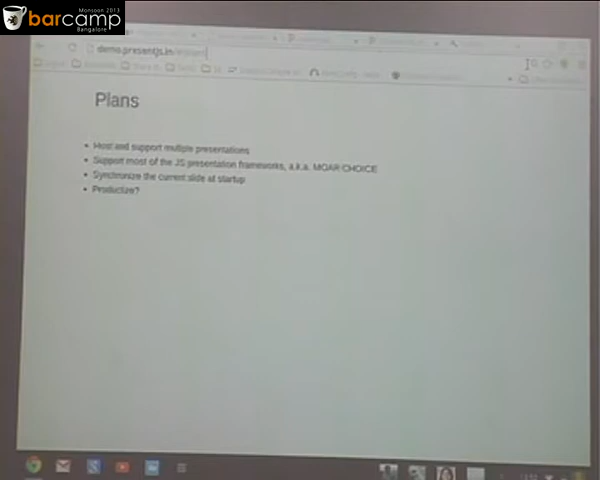 Monsoon 2013
barcamp
Bangalore
demo.presentjs.in
Plans
• Host and support multiple presentations
• Support most of the JS presentation frameworks, a.k.a. MOAR CHOICE
• Synchronize the current slide at startup
• Productize?